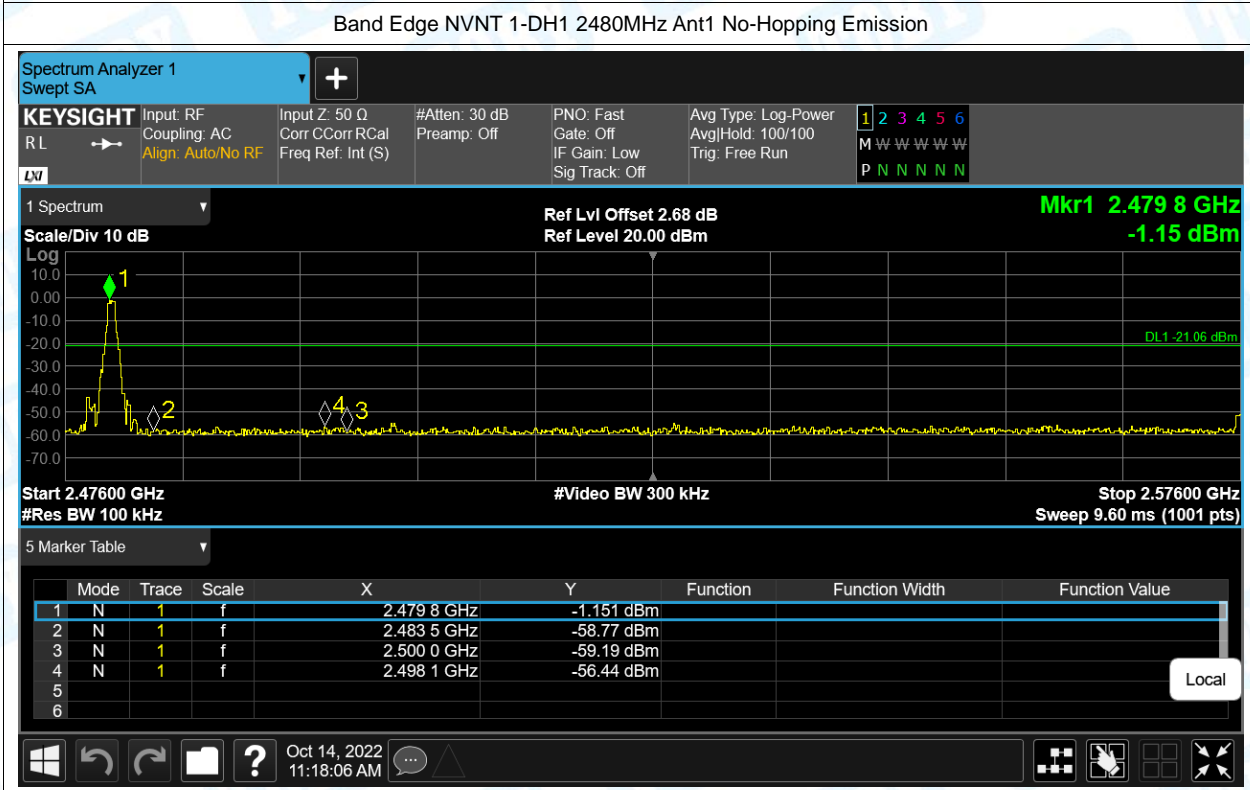 Band Edge NVNT 1-DH1 2480MHz Ant1 No-Hopping Emission
Spectrum Analyzer 1
Swept SA
+
KEYSIGHT
RL
LXI
Input: RF
Coupling: AC
Align: Auto/No RF
Input Z: 50 Ω
Corr CCorr RCal
Freq Ref: Int (S)
#Atten: 30 dB
Preamp: Off
PNO: Fast
Gate: Off
IF Gain: Low
Sig Track: Off
Avg Type: Log-Power
Avg|Hold: 100/100
Trig: Free Run
1 2 3 4 5 6
M W W W W W
P N N N N N
1 Spectrum
Scale/Div 10 dB
Ref Lvl Offset 2.68 dB
Ref Level 20.00 dBm
Mkr1 2.479 8 GHz
-1.15 dBm
Log
10.0
0.00
-10.0
-20.0
-30.0
-40.0
-50.0
-60.0
-70.0
1
2
4
3
DL1 -21.06 dBm
Start 2.47600 GHz
#Video BW 300 kHz
Stop 2.57600 GHz
#Res BW 100 kHz
Sweep 9.60 ms (1001 pts)
5 Marker Table
Mode Trace Scale X Y Function Function Width Function Value
1 N 1 f 2.479 8 GHz -1.151 dBm
2 N 1 f 2.483 5 GHz -58.77 dBm
3 N 1 f 2.500 0 GHz -59.19 dBm
4 N 1 f 2.498 1 GHz -56.44 dBm
5
6
Local
?
Oct 14, 2022
11:18:06 AM